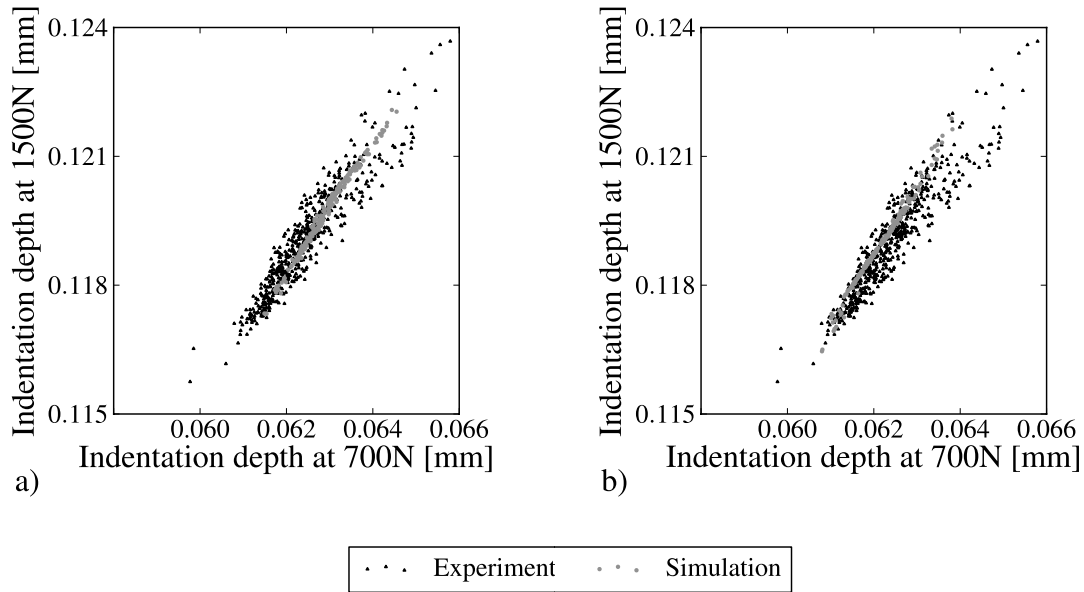 0.124
0.121
0.118
0.115
0.060 0.062 0.064 0.066
Indentation depth at 700N [mm]
Indentation depth at 1500N [mm]
a)
0.124
0.121
0.118
0.115
0.060 0.062 0.064 0.066
Indentation depth at 700N [mm]
Indentation depth at 1500N [mm]
b)
Experiment Simulation